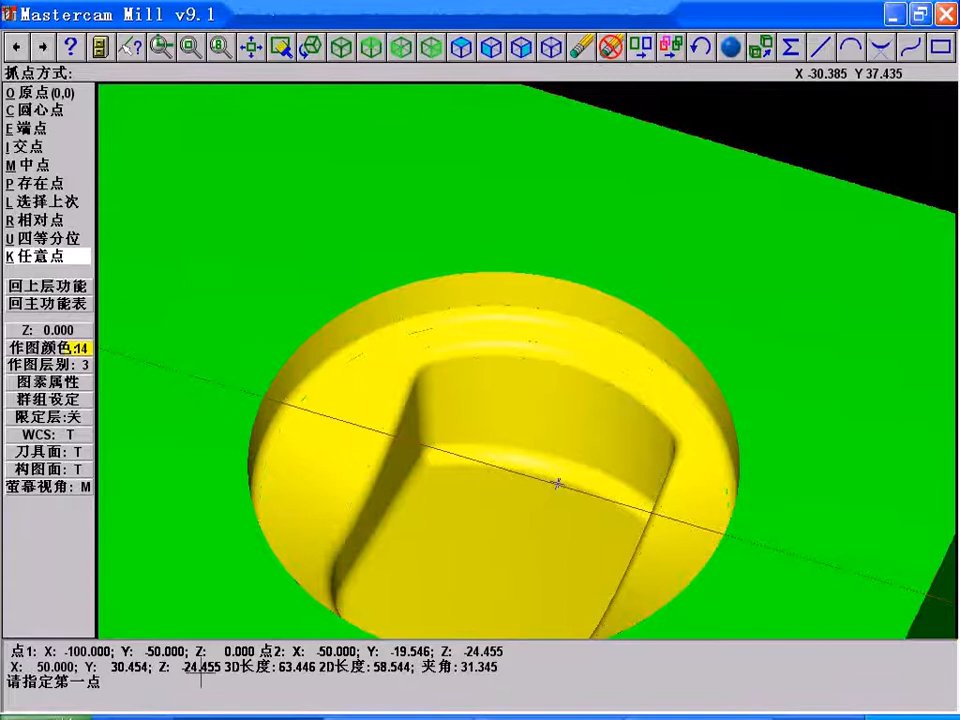 Mastercam Mill v9.1
抓点方式:
X -30.385 Y 37.435
O 原点(0,0)
C 圆心点
E 端点
I 交点
M 中点
P 存在点
L 选择上次
R 相对点
U 四等分位
K 任意点
回上层功能
回主功能表
Z: 0.000
作图颜色:14
作图层别: 3
图素属性
群组设定
限定层:关
WCS: T
刀具面: T
构图面: T
萤幕视角: M
点1: X: -100.000; Y: -50.000; Z: 0.000 点2: X: -50.000; Y: -19.546; Z: -24.455
X: 50.000; Y: 30.454; Z: -24.455 3D长度: 63.446 2D长度: 58.544; 夹角: 31.345
请指定第一点